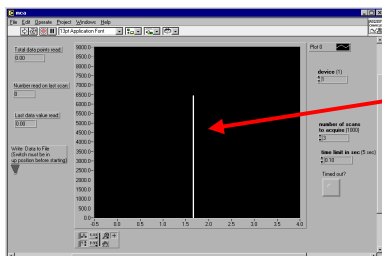 mca
File Edit Operate Project Windows Help
13pt Application Font
Total data points read:
0.00
Number read on last scan:
0
Last data value read:
0.00
Write Data to File
(Switch must be in
up position before starting)
9000.0
8500.0
8000.0
7500.0
7000.0
6500.0
6000.0
5500.0
5000.0
4500.0
4000.0
3500.0
3000.0
2500.0
2000.0
1500.0
1000.0
500.0
0.0
-0.5 0.0 0.5 1.0 1.5 2.0 2.5 3.0 3.5 4.0
Plot 0
device (1)
1
number of scans
to acquire (1000)
time limit in sec (5 sec)
0.10
Timed out?